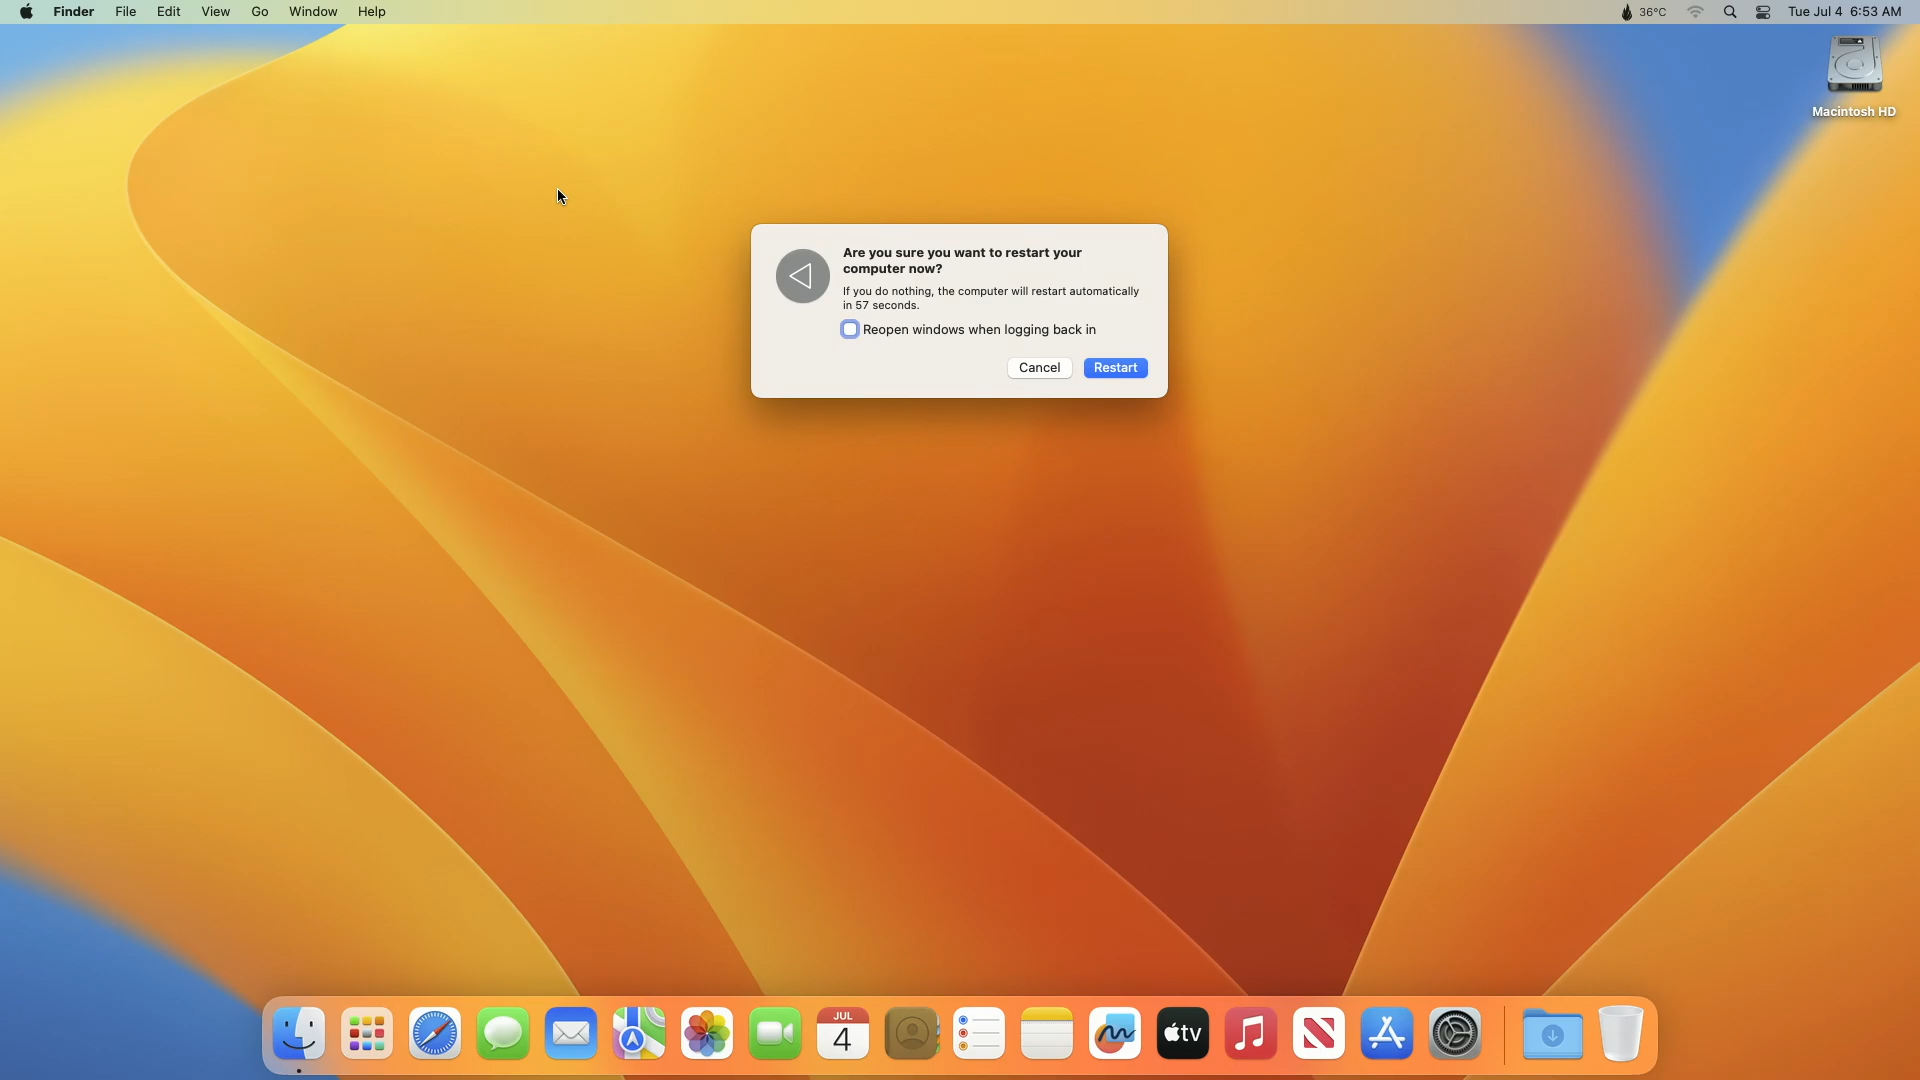 Finder File Edit View Go Window Help 36°C Tue Jul 4 6:53 AM
Macintosh HD
Are you sure you want to restart your
computer now?
If you do nothing, the computer will restart automatically
in 57 seconds.
Reopen windows when logging back in
Cancel Restart
JUL
4
tv